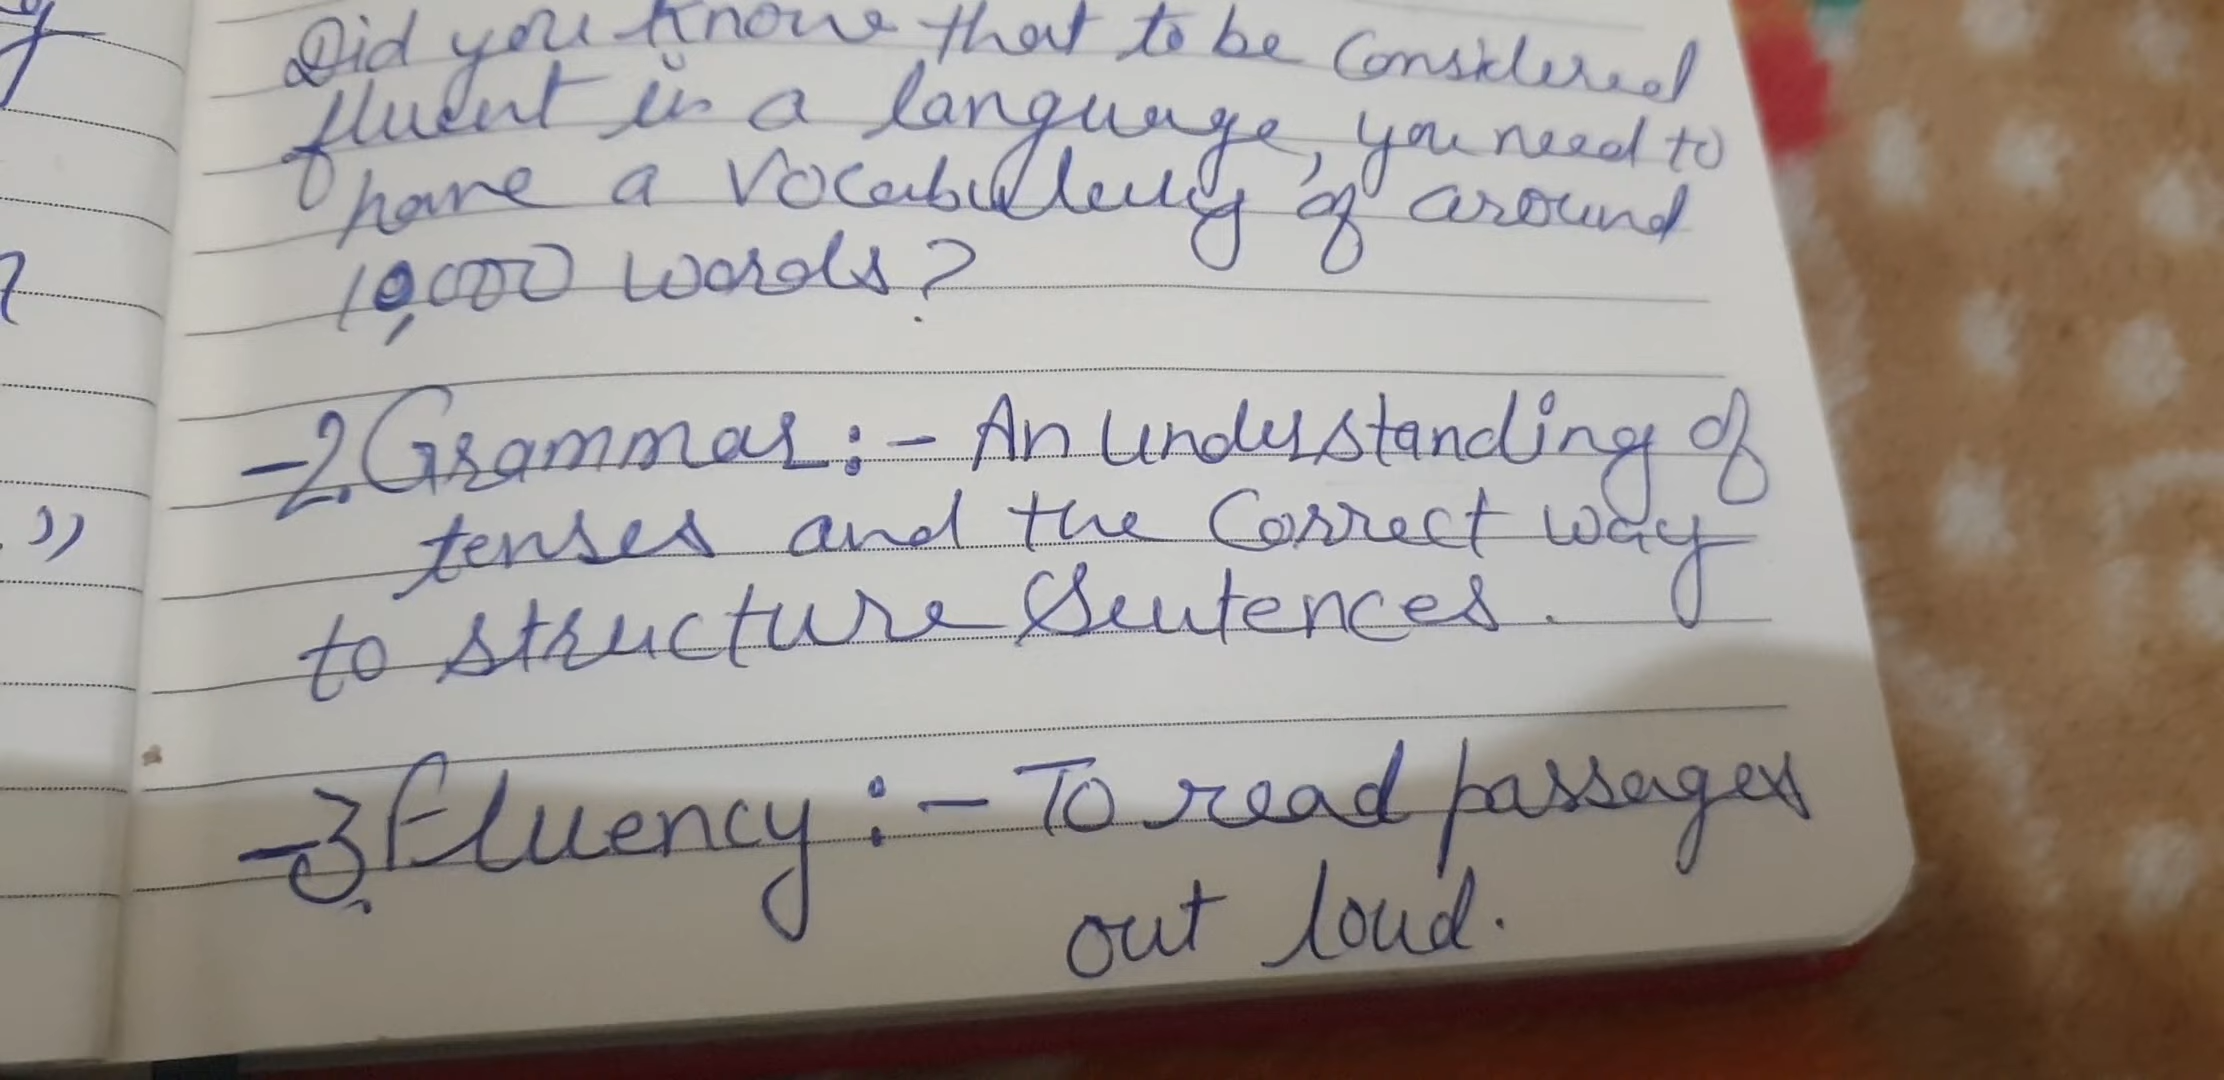 Did you know that to be considered
fluent in a language, you need to
have a vocabulary of around
10,000 words?
-2. Grammar :- An understanding of
tenses and the correct way
to structure Sentences.
-3. Fluency :- To read passages
out loud.